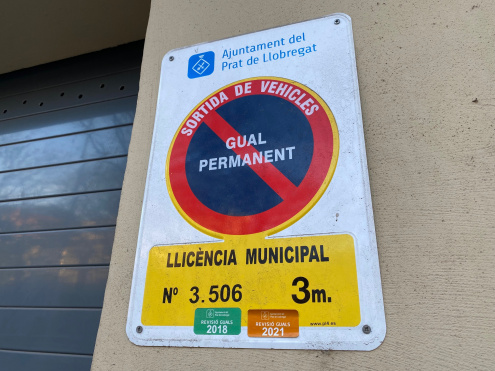 Ajuntament del
Prat de Llobregat
SORTIDA DE VEHICLES
GUAL
PERMANENT
LLICÈNCIA MUNICIPAL
Nº 3.506 3m.
REVISIÓ GUALS
2018
REVISIÓ GUALS
2021